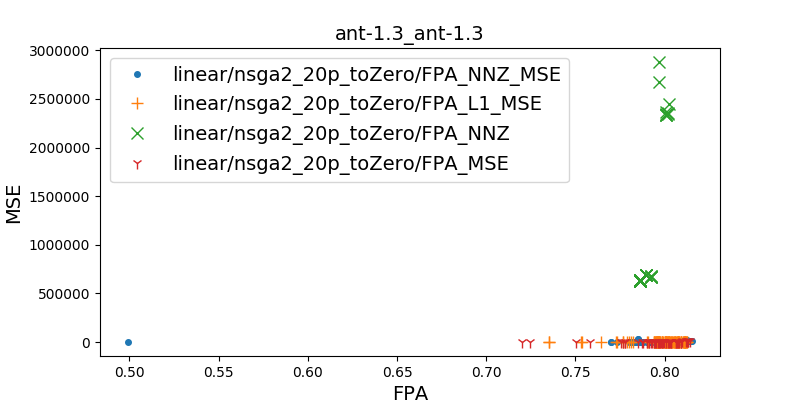 ant-1.3_ant-1.3
3000000
2500000
2000000
1500000
1000000
500000
0
MSE
linear/nsga2_20p_toZero/FPA_NNZ_MSE
linear/nsga2_20p_toZero/FPA_L1_MSE
linear/nsga2_20p_toZero/FPA_NNZ
linear/nsga2_20p_toZero/FPA_MSE
0.50 0.55 0.60 0.65 0.70 0.75 0.80
FPA